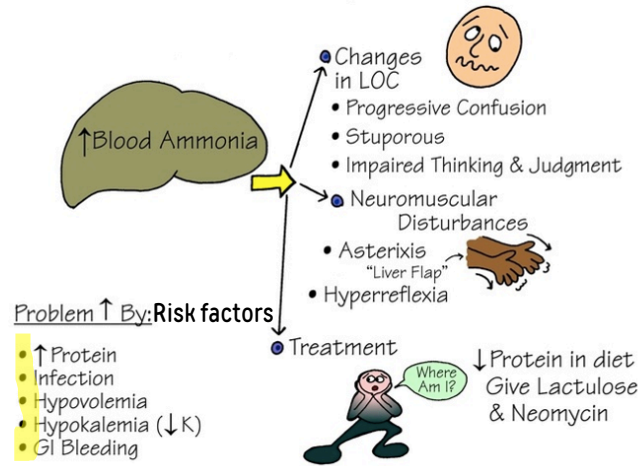 ↑Blood Ammonia
Changes
in LOC
• Progressive Confusion
• Stuporous
• Impaired Thinking & Judgment
Neuromuscular
Disturbances
• Asterixis
"Liver Flap"
• Hyperreflexia
Problem ↑ By:Risk factors
• ↑Protein
• Infection
• Hypovolemia
• Hypokalemia (↓K)
• GI Bleeding
Treatment
Where
Am I?
↓Protein in diet
Give Lactulose
& Neomycin